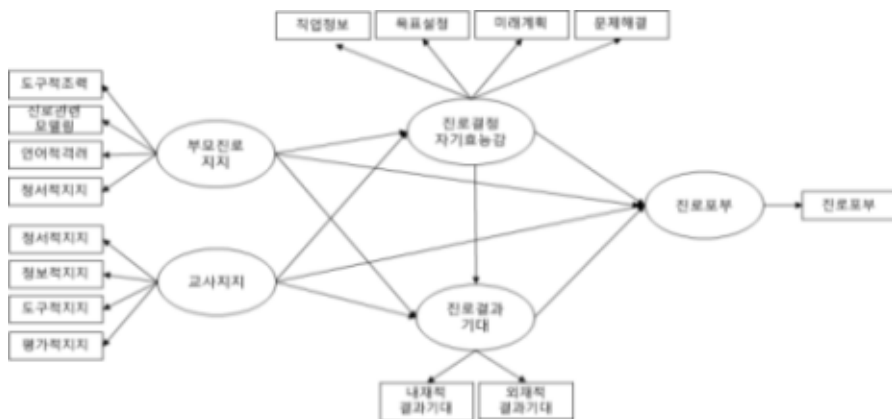 직업정보
목표설정
미래계획
문제해결
도구적조력
진로관련
모델링
언어적격려
정서적지지
부모진로
지지
진로결정
자기효능감
진로포부
진로포부
정서적지지
정보적지지
도구적지지
평가적지지
교사지지
진로결과
기대
내재적
결과기대
외재적
결과기대